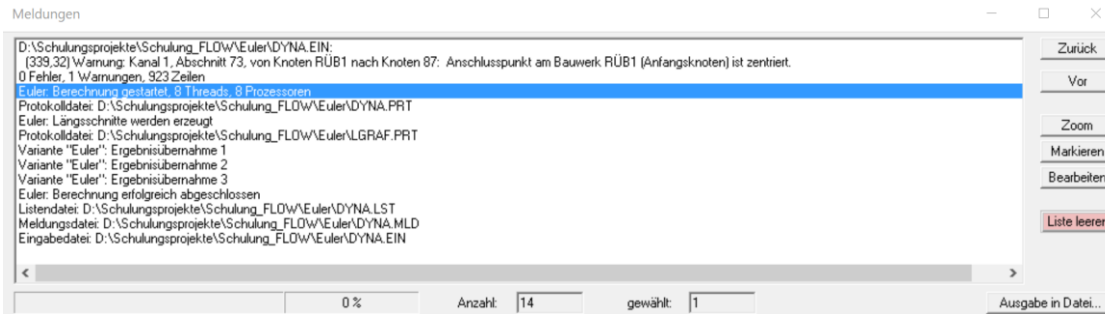 Meldungen
D:\Schulungsprojekte\Schulung_FLOW\Euler\DYNA.EIN:
(339,32) Warnung: Kanal 1, Abschnitt 73, von Knoten RÜB1 nach Knoten 87: Anschlusspunkt am Bauwerk RÜB1 (Anfangsknoten) ist zentriert.
0 Fehler, 1 Warnungen, 923 Zeilen
Euler: Berechnung gestartet, 8 Threads, 8 Prozessoren
Protokolldatei: D:\Schulungsprojekte\Schulung_FLOW\Euler\DYNA.PRT
Euler: Längsschnitte werden erzeugt
Protokolldatei: D:\Schulungsprojekte\Schulung_FLOW\Euler\LGRAF.PRT
Variante "Euler": Ergebnisübernahme 1
Variante "Euler": Ergebnisübernahme 2
Variante "Euler": Ergebnisübernahme 3
Euler: Berechnung erfolgreich abgeschlossen
Listendatei: D:\Schulungsprojekte\Schulung_FLOW\Euler\DYNA.LST
Meldungsdatei: D:\Schulungsprojekte\Schulung_FLOW\Euler\DYNA.MLD
Eingabedatei: D:\Schulungsprojekte\Schulung_FLOW\Euler\DYNA.EIN
Zurück
Vor
Zoom
Markieren
Bearbeiten
Liste leeren
0 % Anzahl: 14 gewählt: 1 Ausgabe in Datei...